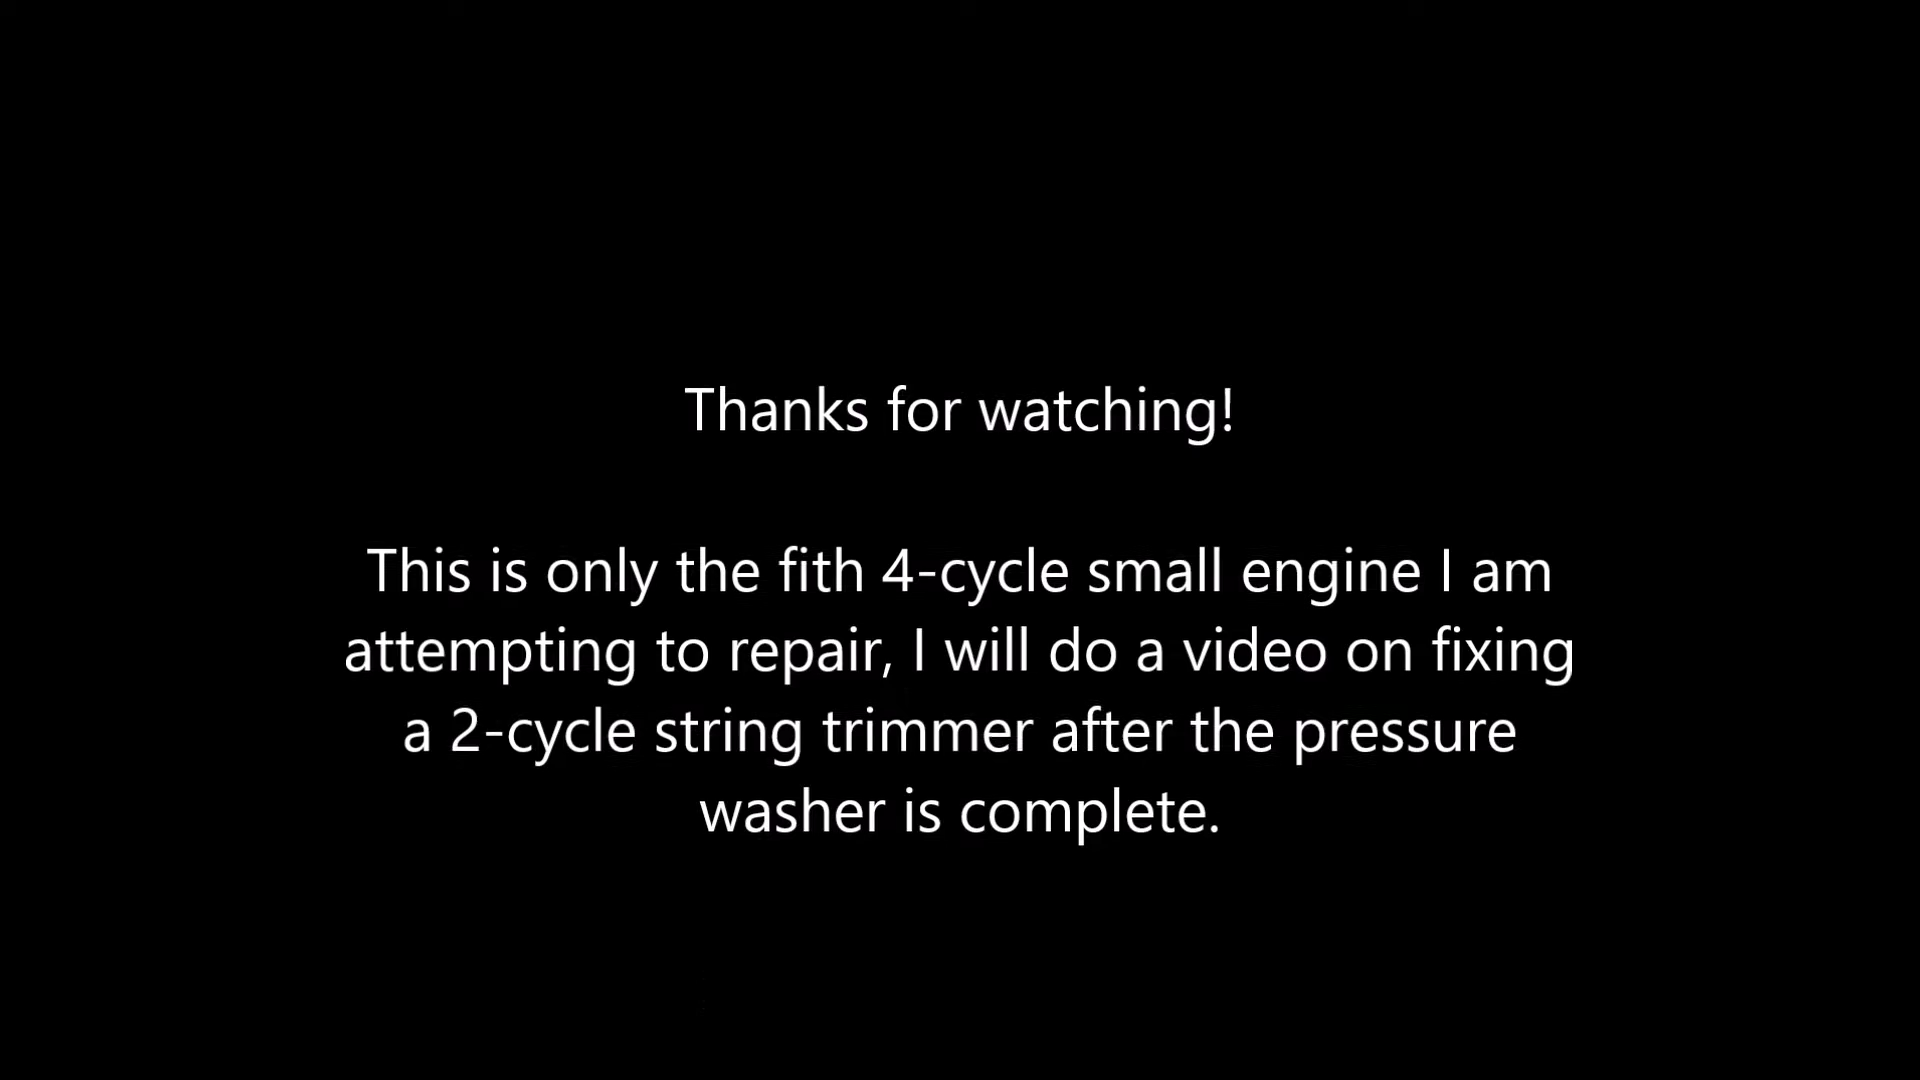 Thanks for watching!
This is only the fith 4-cycle small engine I am
attempting to repair, I will do a video on fixing
a 2-cycle string trimmer after the pressure
washer is complete.